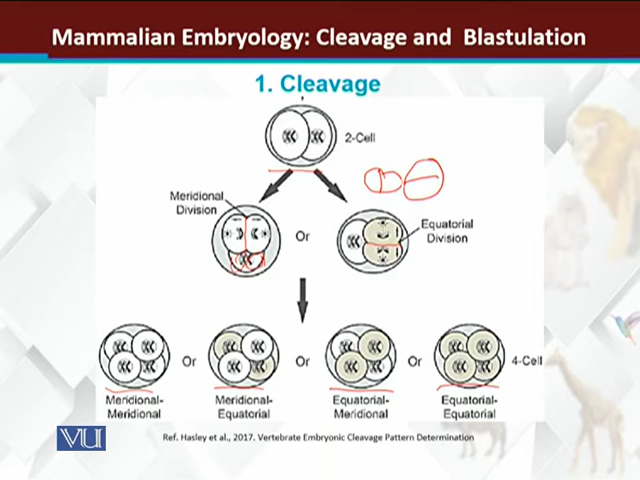 Mammalian Embryology: Cleavage and Blastulation
1. Cleavage
2-Cell
Meridional
Division
Or
Equatorial
Division
Or
Or
Or
4-Cell
Meridional-
Meridional
Meridional-
Equatorial
Equatorial-
Meridional
Equatorial-
Equatorial
VU
Ref. Hasley et al., 2017. Vertebrate Embryonic Cleavage Pattern Determination